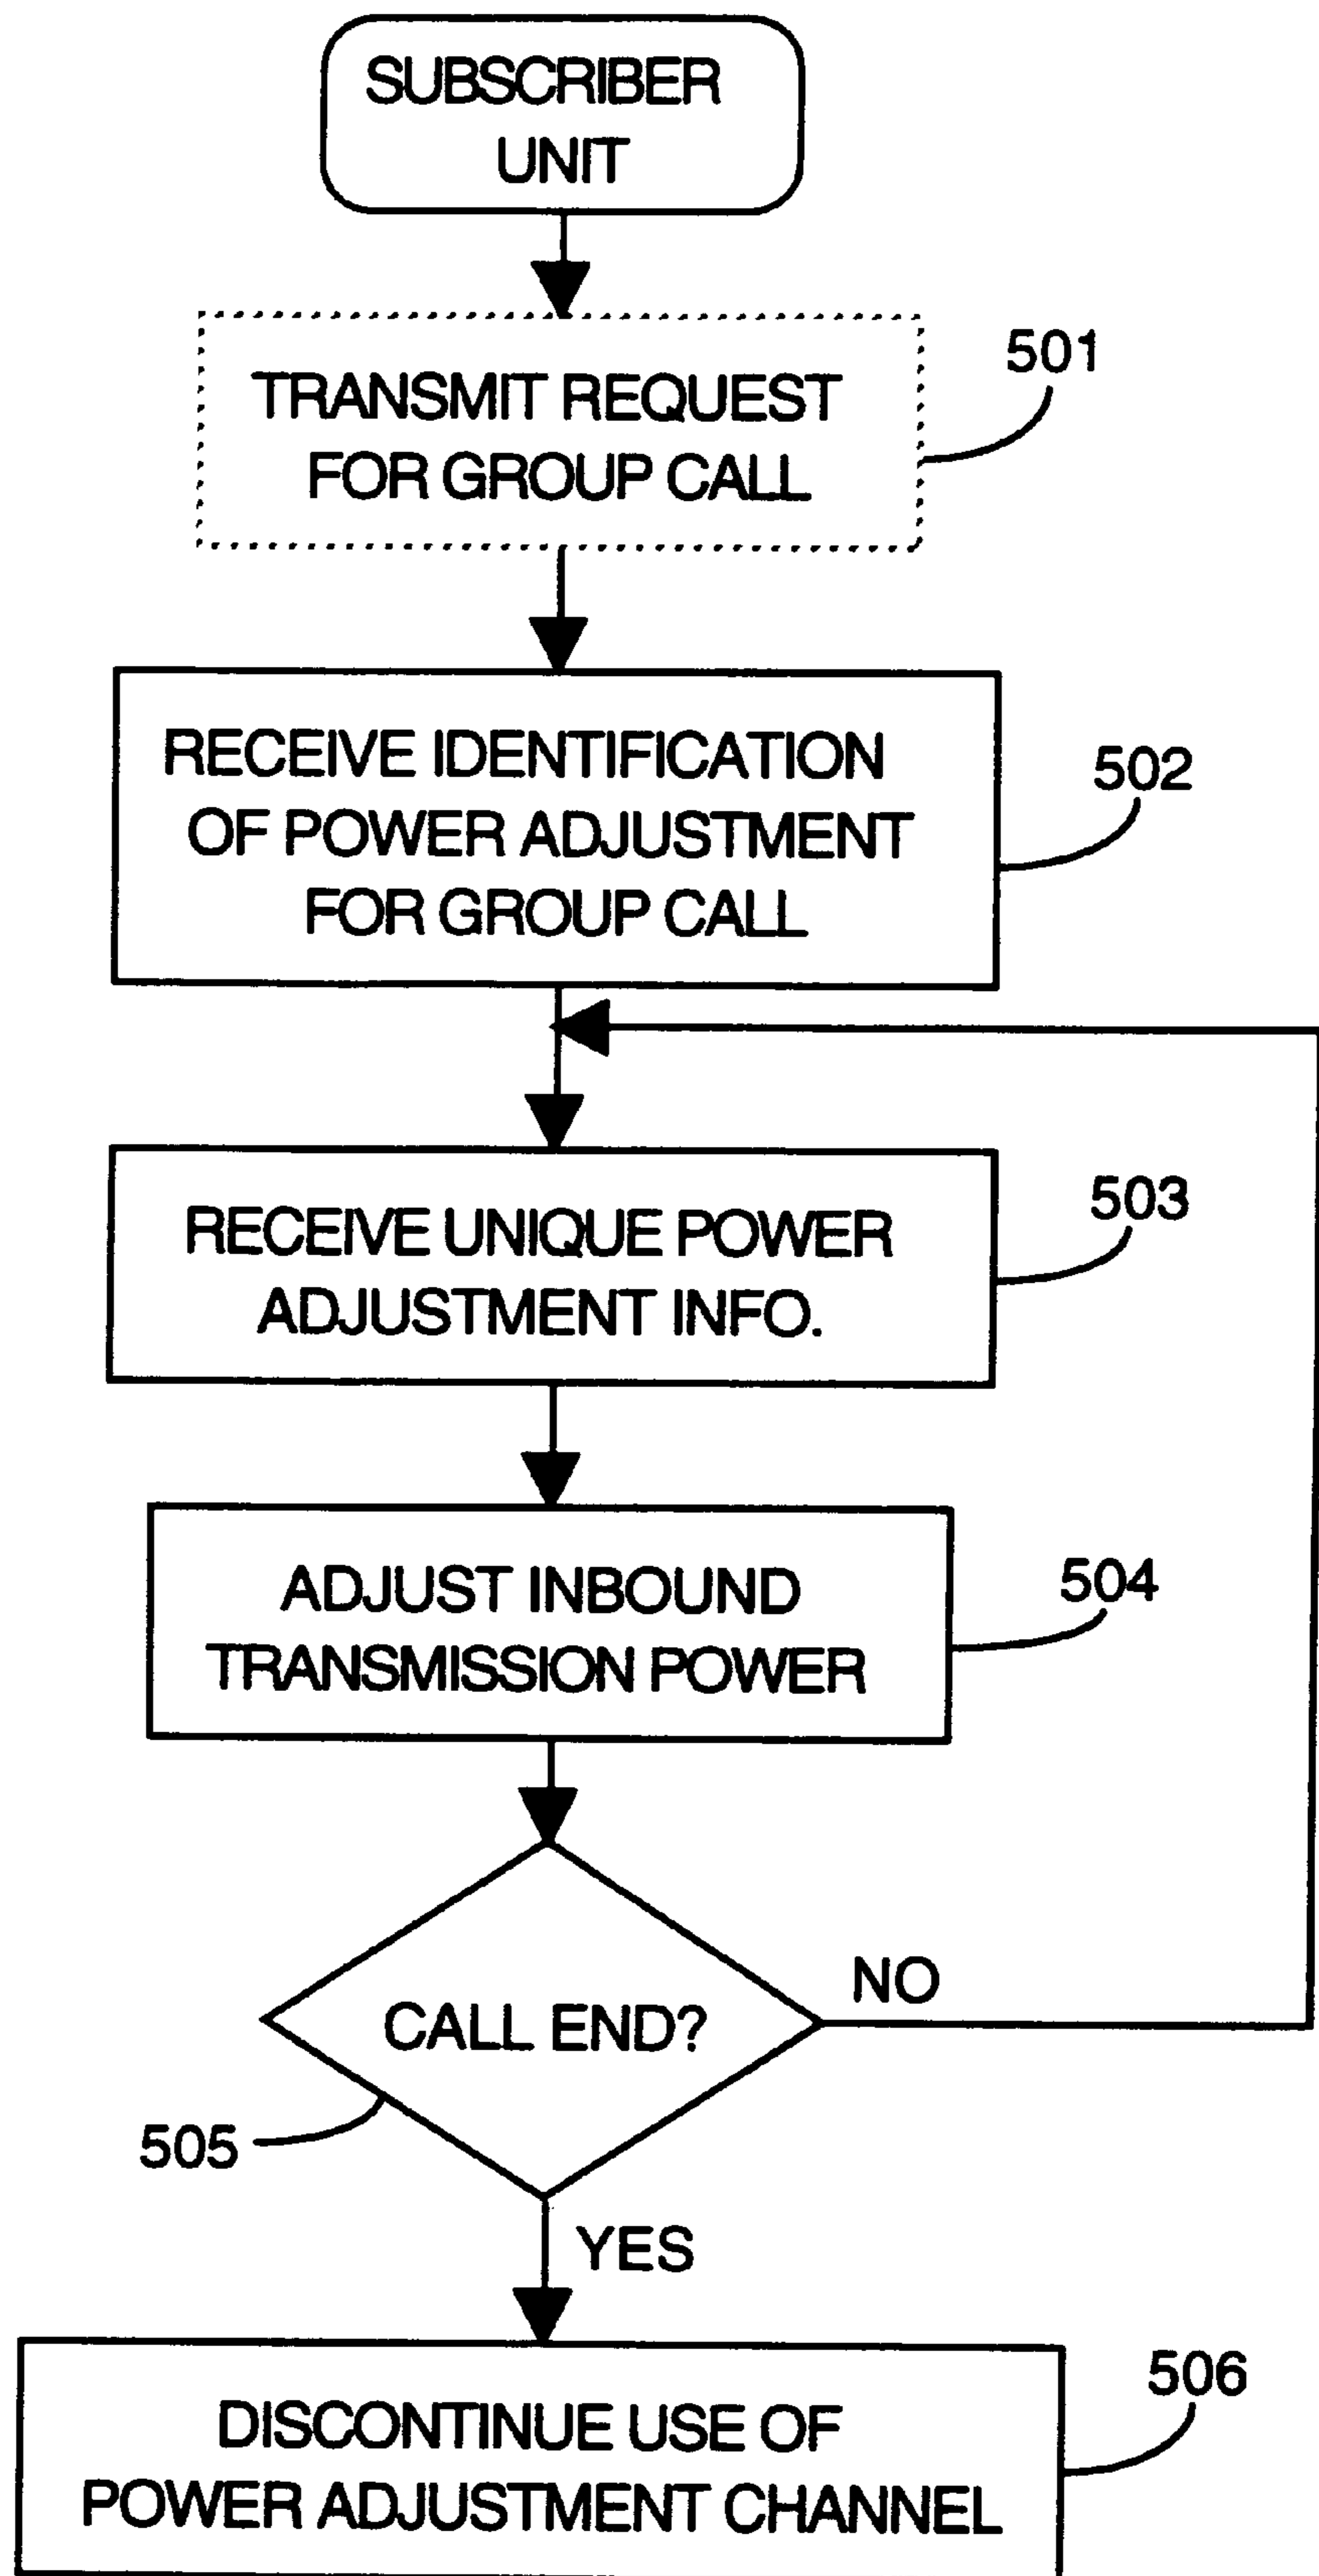 SUBSCRIBER
UNIT
TRANSMIT REQUEST
FOR GROUP CALL
501
RECEIVE IDENTIFICATION
OF POWER ADJUSTMENT
FOR GROUP CALL
502
RECEIVE UNIQUE POWER
ADJUSTMENT INFO.
503
ADJUST INBOUND
TRANSMISSION POWER
504
CALL END?
NO
505
YES
DISCONTINUE USE OF
POWER ADJUSTMENT CHANNEL
506